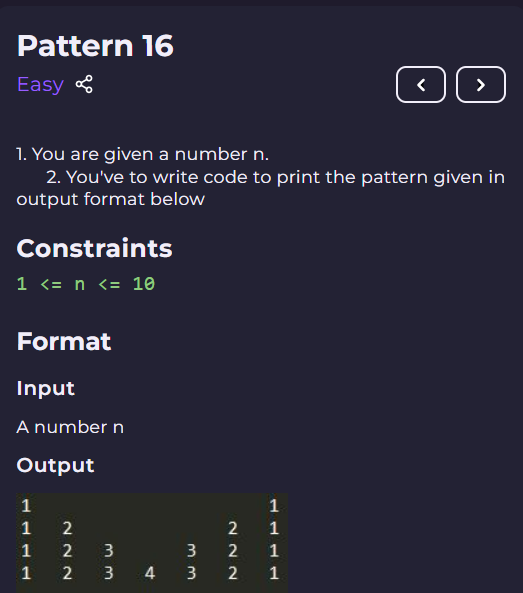 Pattern 16
Easy
1. You are given a number n.
2. You've to write code to print the pattern given in
output format below
Constraints
1 <= n <= 10
Format
Input
A number n
Output
1 1
1 2 2 1
1 2 3 3 2 1
1 2 3 4 3 2 1